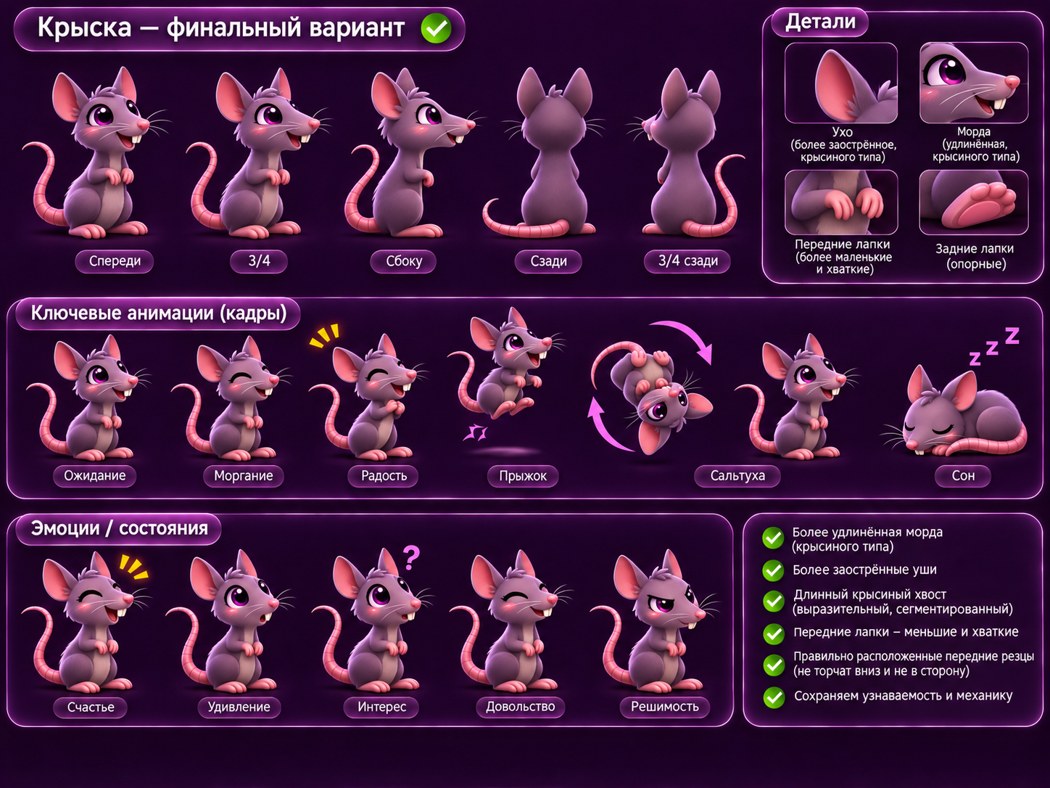 Крыска — финальный вариант
Спереди
3/4
Сбоку
Сзади
3/4 сзади
Детали
Ухо
(более заострённое,
крысиного типа)
Морда
(удлинённая,
крысиного типа)
Передние лапки
(более маленькие
и хваткие)
Задние лапки
(опорные)
Ключевые анимации (кадры)
Ожидание
Моргание
Радость
Прыжок
Сальтуха
z z z
Сон
Эмоции / состояния
Счастье
Удивление
?
Интерес
Довольство
Решимость
Более удлинённая морда
(крысиного типа)
Более заострённые уши
Длинный крысиный хвост
(выразительный, сегментированный)
Передние лапки – меньшие и хваткие
Правильно расположенные передние резцы
(не торчат вниз и не в сторону)
Сохраняем узнаваемость и механику